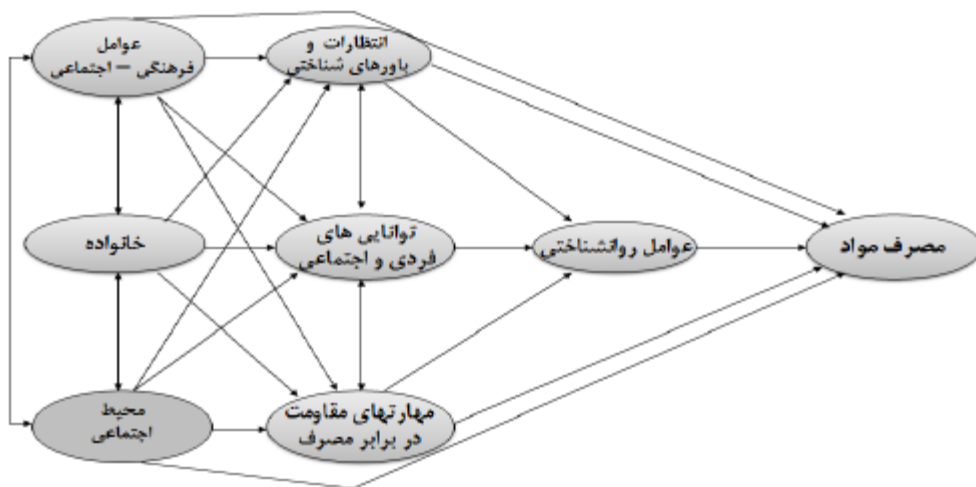 عوامل
فرهنگی – اجتماعی
انتظارات و
باورهای شناختی
خانواده
توانایی های
فردی و اجتماعی
عوامل روانشناختی
مصرف مواد
محیط
اجتماعی
مهارتهای مقاومت
در برابر مصرف